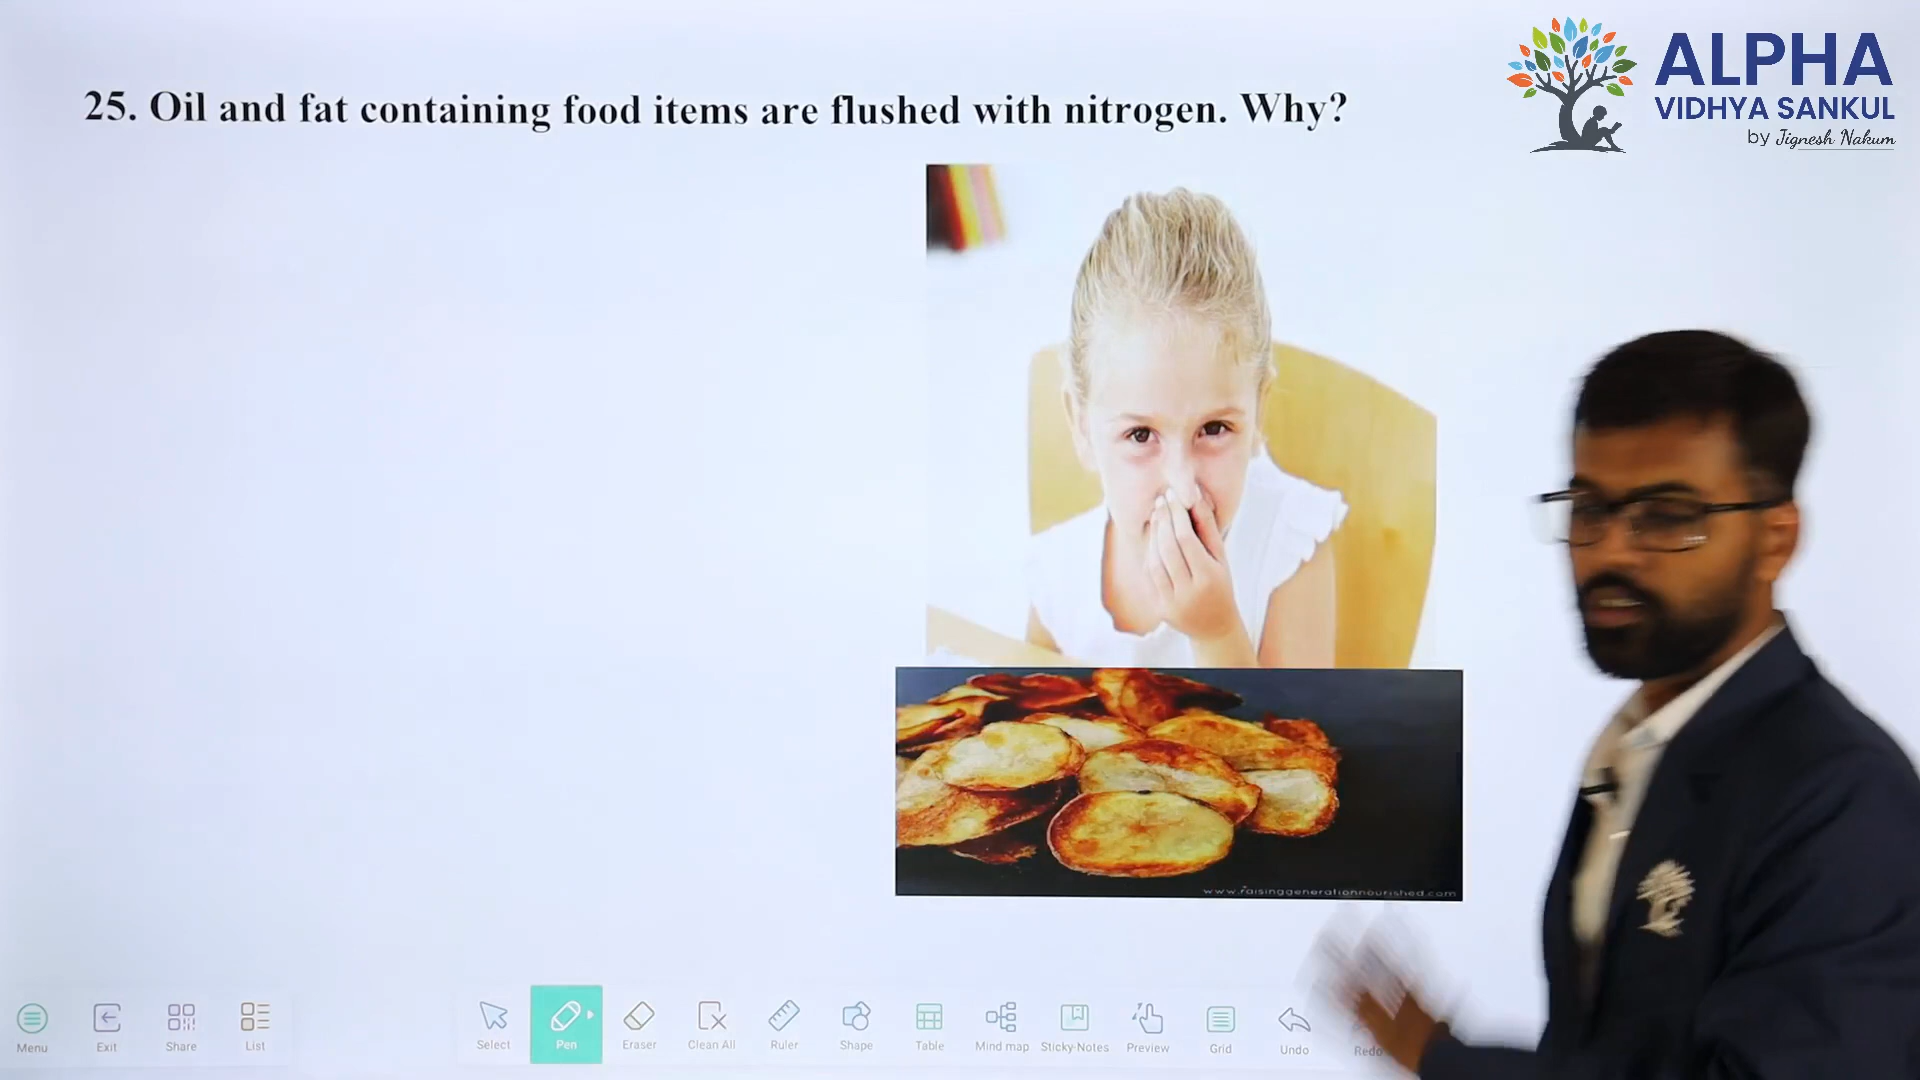 ALPHA
VIDHYA SANKUL
by Jignesh Nakum
25. Oil and fat containing food items are flushed with nitrogen. Why?
www.raisinggenerationnourished.com
Menu
Exit
Share
List
Select
Pen
Eraser
Clean All
Ruler
Shape
Table
Mind map
Sticky-Notes
Preview
Grid
Undo
Redo